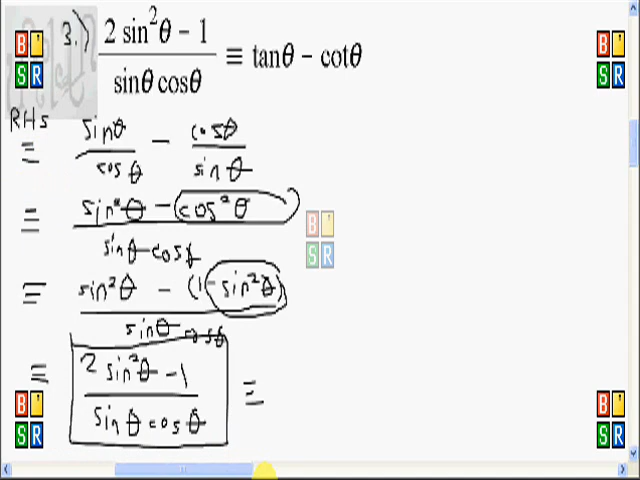 B
S R
3.) (2 sin²θ − 1)/(sinθ cosθ) ≡ tanθ − cotθ
B
S R
RHS
≡ sinθ/cosθ − cosθ/sinθ
≡ (sin²θ − cos²θ)/(sinθ cosθ)
B
S R
≡ (sin²θ − (1 − sin²θ))/(sinθ cosθ)
≡ (2 sin²θ − 1)/(sinθ cosθ) ≡
B
S R
B
S R